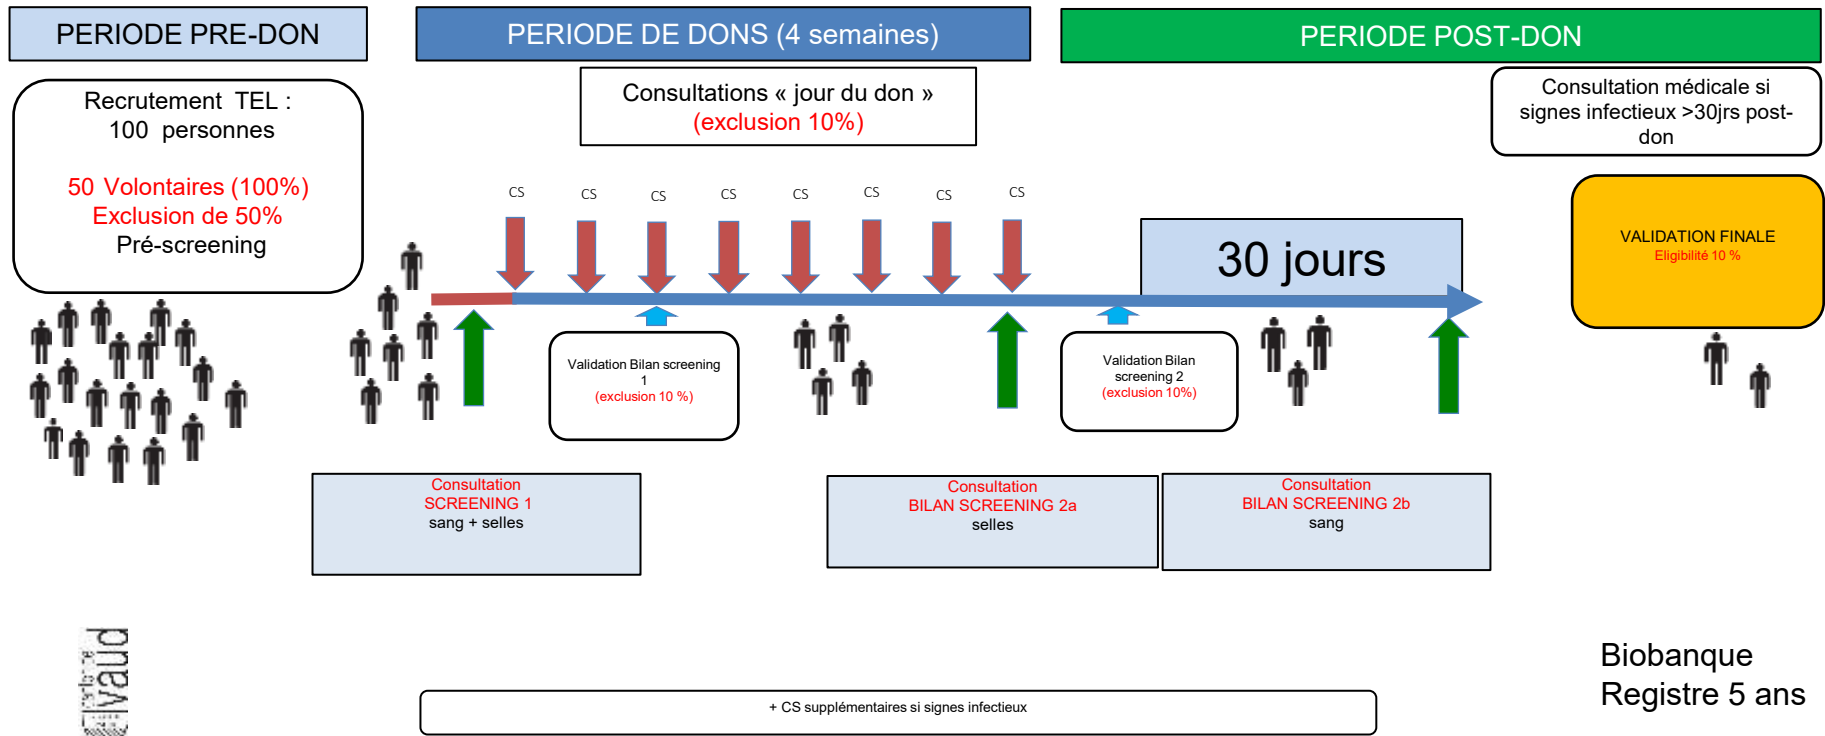 PERIODE PRE-DON
PERIODE DE DONS (4 semaines)
PERIODE POST-DON
Recrutement TEL :
100 personnes
50 Volontaires (100%)
Exclusion de 50%
Pré-screening
Consultations « jour du don »
(exclusion 10%)
Consultation médicale si
signes infectieux >30jrs post-
don
CS CS CS CS CS CS CS CS
30 jours
VALIDATION FINALE
Eligibilité 10 %
Validation Bilan screening
1
(exclusion 10 %)
Validation Bilan
screening 2
(exclusion 10%)
Consultation
SCREENING 1
sang + selles
Consultation
BILAN SCREENING 2a
selles
Consultation
BILAN SCREENING 2b
sang
vaud
Biobanque
Registre 5 ans
+ CS supplémentaires si signes infectieux